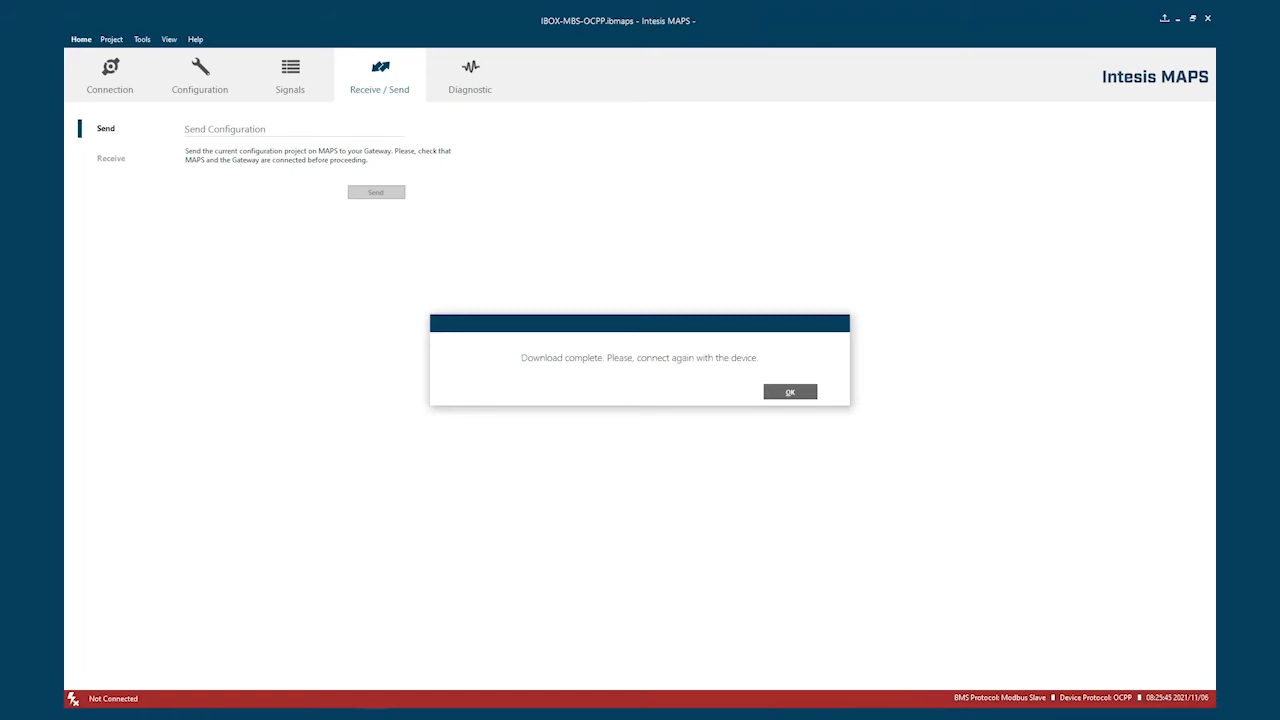 IBOX-MBS-OCPP.ibmaps - Intesis MAPS -
Home Project Tools View Help
Connection Configuration Signals Receive / Send Diagnostic
Intesis MAPS
Send
Receive
Send Configuration
Send the current configuration project on MAPS to your Gateway. Please, check that
MAPS and the Gateway are connected before proceeding.
Send
Download complete. Please, connect again with the device.
OK
Not Connected
BMS Protocol: Modbus Slave Device Protocol: OCPP 08:25:45 2021/11/06